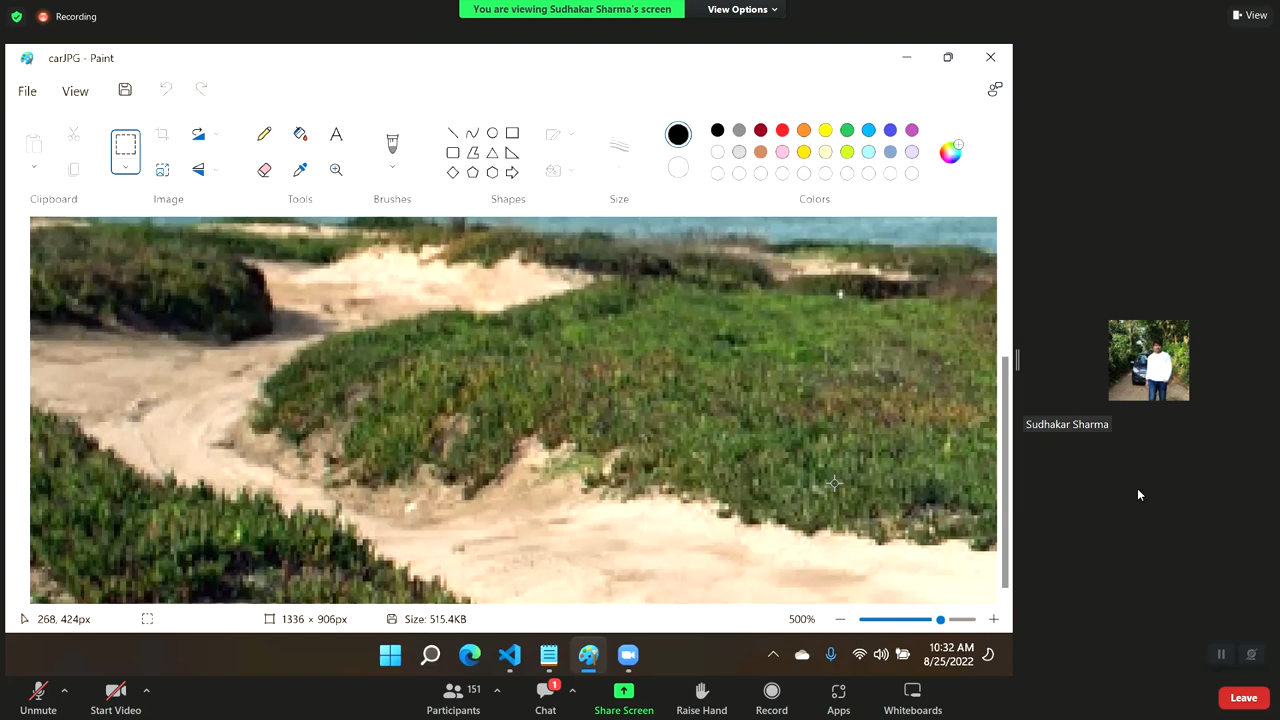 Recording
You are viewing Sudhakar Sharma's screen
View Options
View
carJPG - Paint
File
View
A
Clipboard
Image
Tools
Brushes
Shapes
Size
Colors
Sudhakar Sharma
268, 424px
1336 × 906px
Size: 515.4KB
500%
10:32 AM
8/25/2022
Unmute
Start Video
151
Participants
1
Chat
Share Screen
Raise Hand
Record
Apps
Whiteboards
Leave